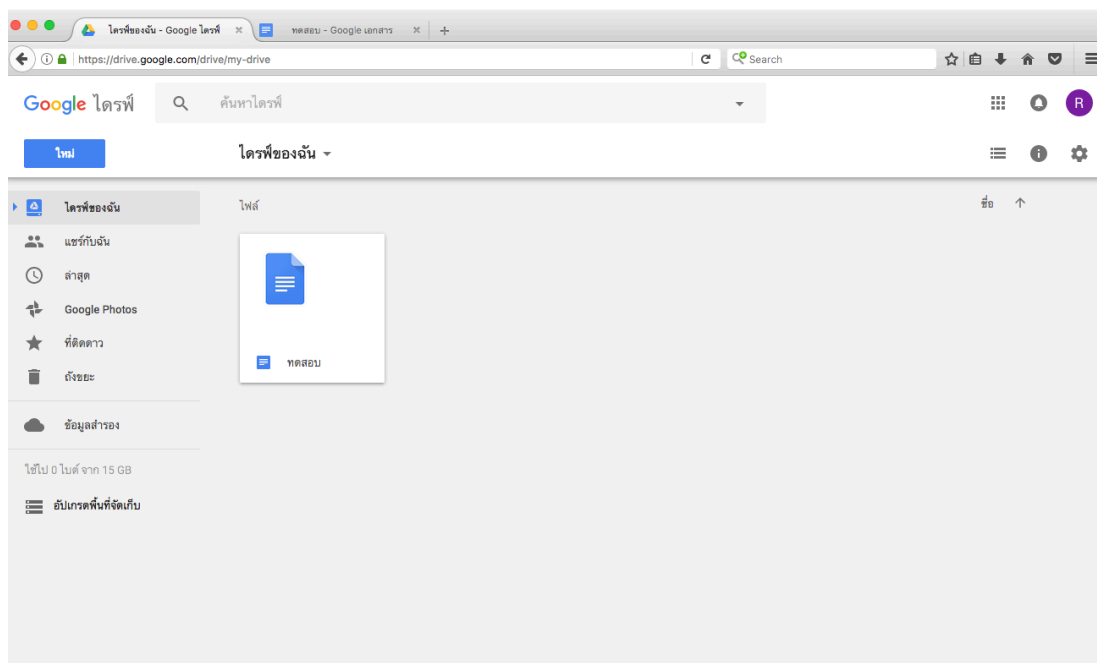 ไดรฟ์ของฉัน - Google ไดรฟ์
ทดสอบ - Google เอกสาร
https://drive.google.com/drive/my-drive
Search
Google ไดรฟ์
ค้นหาไดรฟ์
R
ใหม่
ไดรฟ์ของฉัน
ไดรฟ์ของฉัน
แชร์กับฉัน
ล่าสุด
Google Photos
ที่ติดดาว
ถังขยะ
ข้อมูลสำรอง
ใช้ไป 0 ไบต์ จาก 15 GB
อัปเกรดพื้นที่จัดเก็บ
ไฟล์
ชื่อ
ทดสอบ